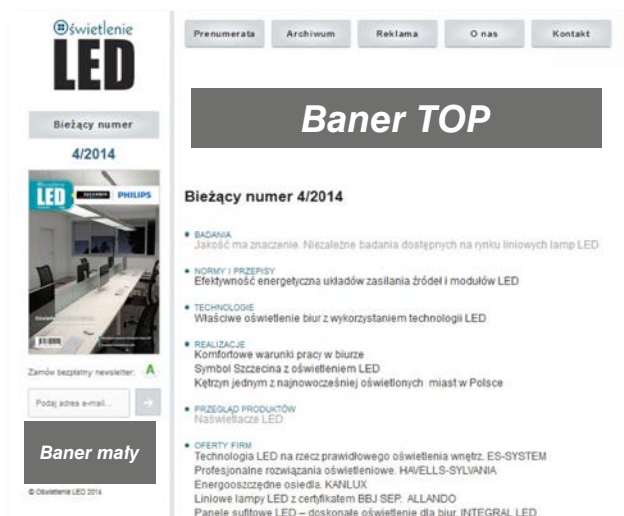 Oświetlenie
LED
Bieżący numer
4/2014
LED
PHILIPS
Zamów bezpłatny newsletter:
Podaj adres e-mail...
Baner mały
© Oświetlenie LED 2014
Prenumerata Archiwum Reklama O nas Kontakt
Baner TOP
Bieżący numer 4/2014
BADANIA
Jakość ma znaczenie. Niezależne badania dostępnych na rynku liniowych lamp LED
NORMY I PRZEPISY
Efektywność energetyczna układów zasilania źródeł i modułów LED
TECHNOLOGIE
Właściwe oświetlenie biur z wykorzystaniem technologii LED
REALIZACJE
Komfortowe warunki pracy w biurze
Symbol Szczecina z oświetleniem LED
Kętrzyn jednym z najnowocześniej oświetlonych miast w Polsce
PRZEGLĄD PRODUKTÓW
Naświetlacze LED
OFERTY FIRM
Technologia LED na rzecz prawidłowego oświetlenia wnętrz. ES-SYSTEM
Profesjonalne rozwiązania oświetleniowe. HAVELLS-SYLVANIA
Energooszczędne osiedla. KANLUX
Liniowe lampy LED z certyfikatem BBJ SEP. ALLANDO
Panele sufitowe LED – doskonałe oświetlenie dla biur. INTEGRAL LED